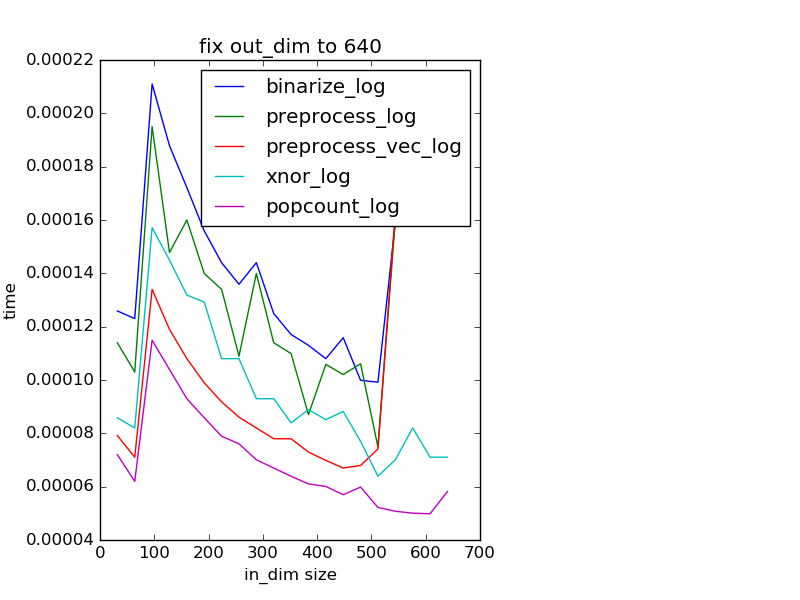 fix out_dim to 640
0.00022
0.00020
0.00018
0.00016
0.00014
0.00012
0.00010
0.00008
0.00006
0.00004
time
binarize_log
preprocess_log
preprocess_vec_log
xnor_log
popcount_log
0 100 200 300 400 500 600 700
in_dim size